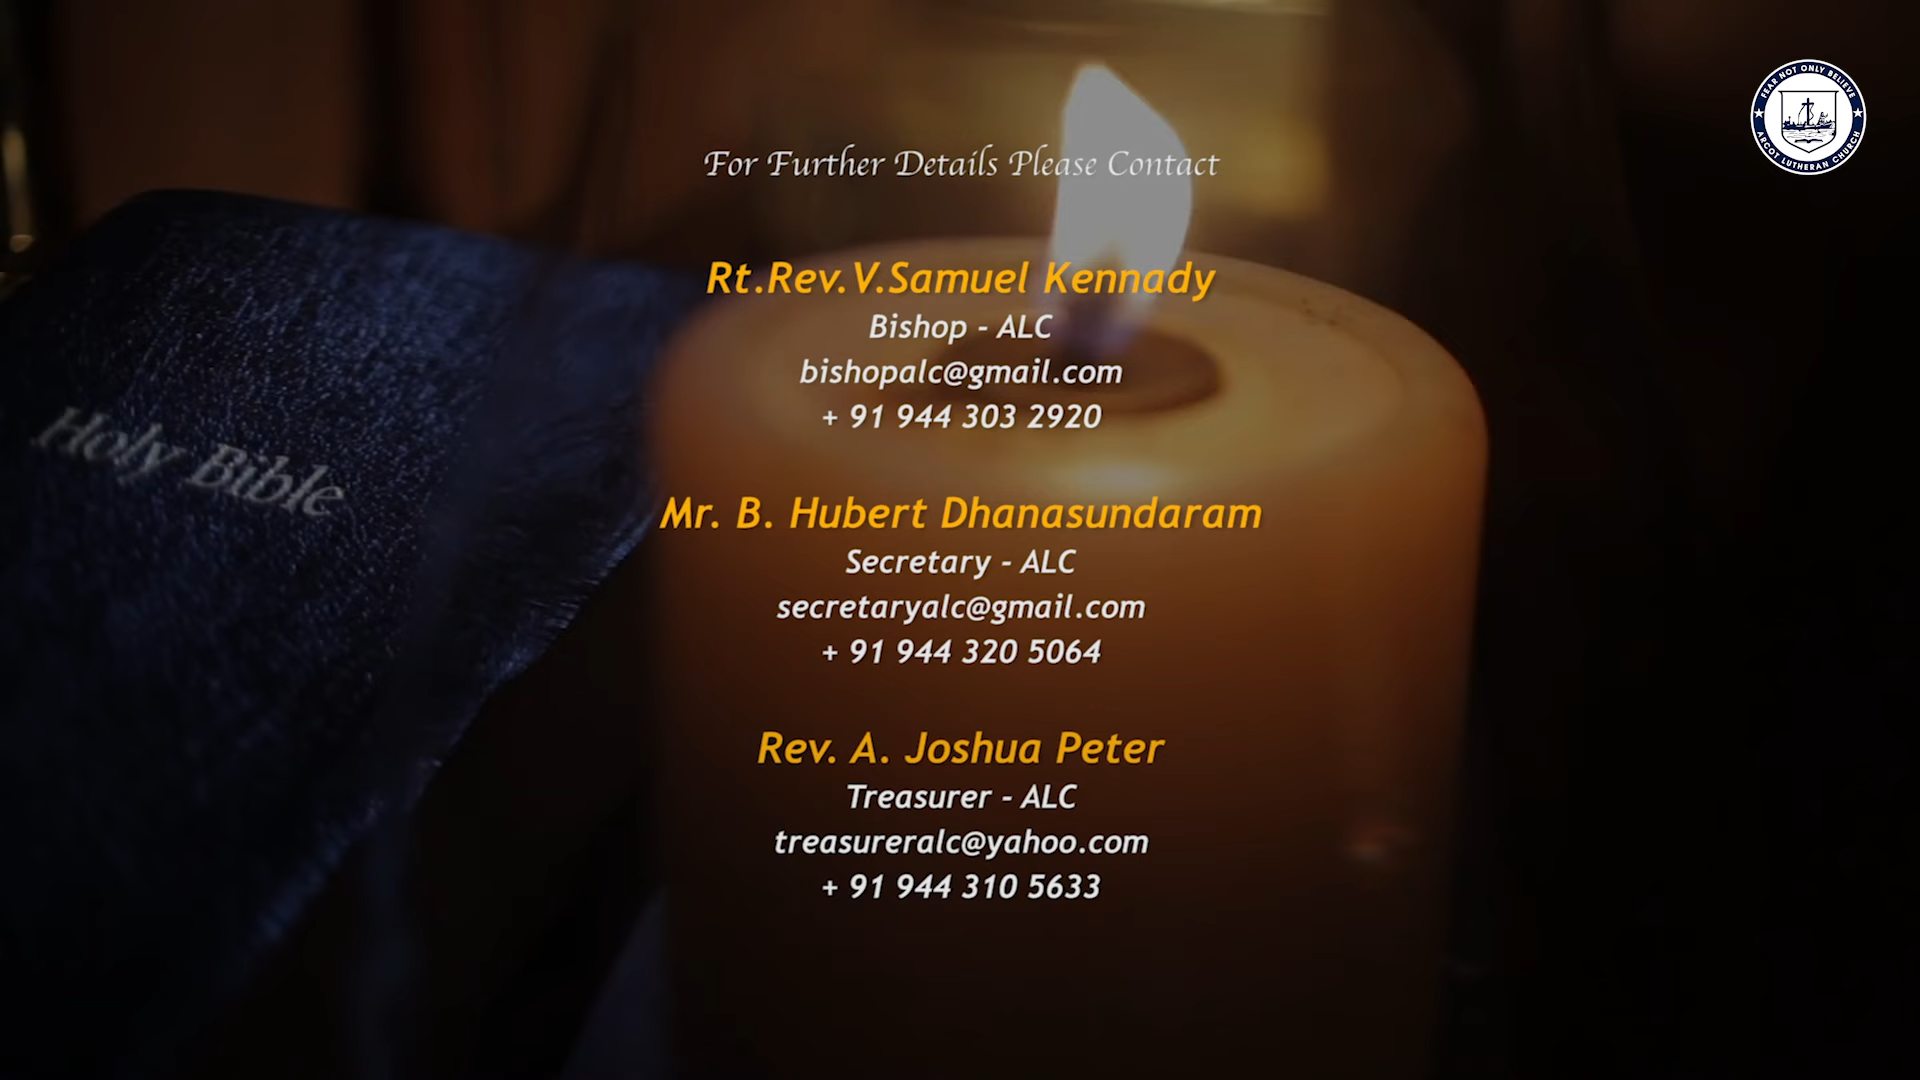 FEAR NOT ONLY BELIEVE
ARCOT LUTHERAN CHURCH
For Further Details Please Contact
Rt.Rev.V.Samuel Kennady
Bishop - ALC
bishopalc@gmail.com
+ 91 944 303 2920
Holy Bible
Mr. B. Hubert Dhanasundaram
Secretary - ALC
secretaryalc@gmail.com
+ 91 944 320 5064
Rev. A. Joshua Peter
Treasurer - ALC
treasureralc@yahoo.com
+ 91 944 310 5633